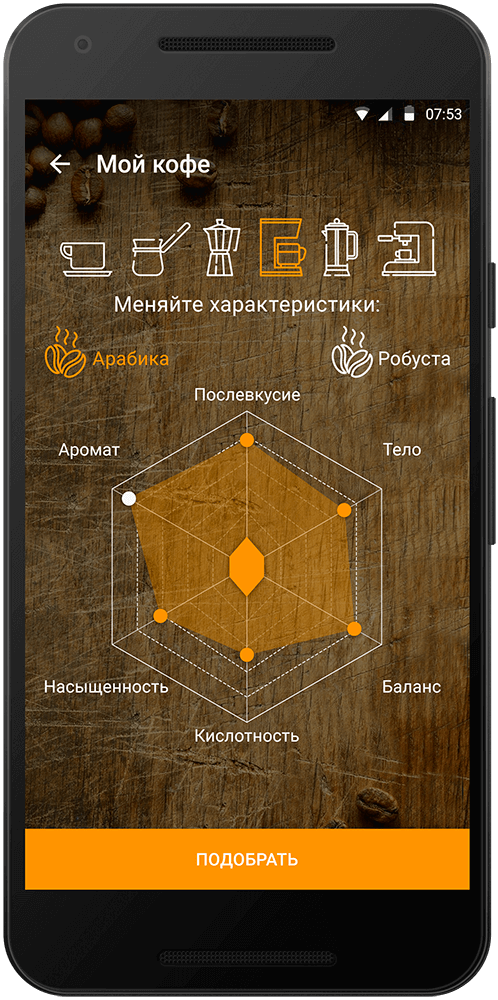 07:53
Мой кофе
Меняйте характеристики:
Арабика
Робуста
Послевкусие
Аромат
Тело
Насыщенность
Баланс
Кислотность
ПОДОБРАТЬ